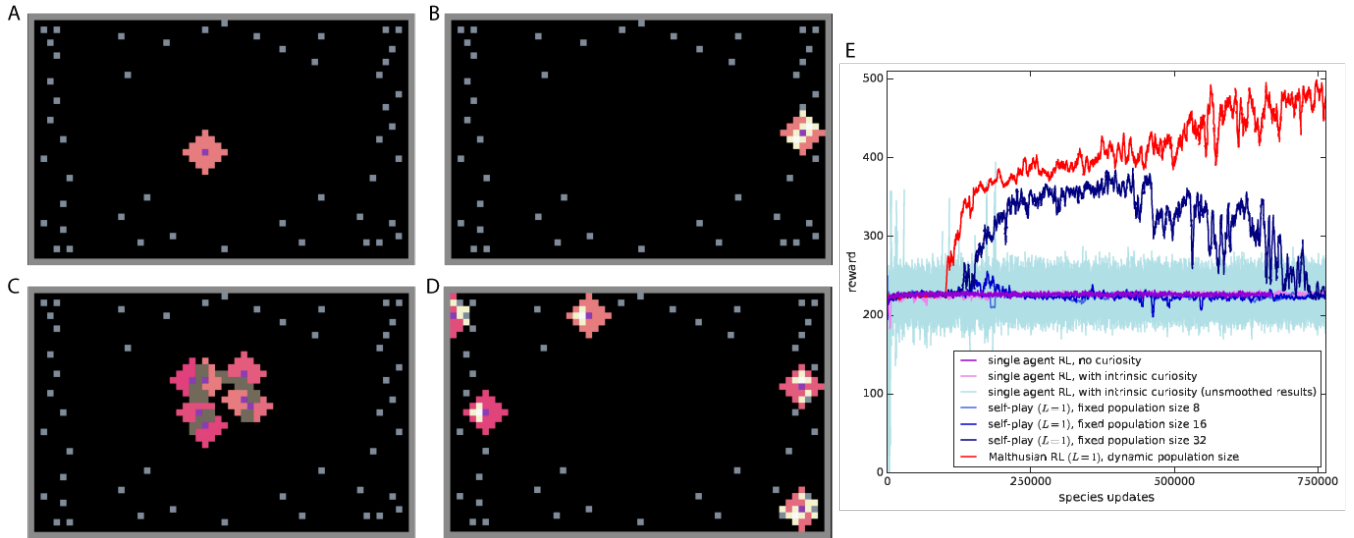 A
B
C
D
E
500
400
300
200
100
0
reward
0
250000
500000
750000
species updates
single agent RL, no curiosity
single agent RL, with intrinsic curiosity
single agent RL, with intrinsic curiosity (unsmoothed results)
self-play (L=1), fixed population size 8
self-play (L=1), fixed population size 16
self-play (L=1), fixed population size 32
Malthusian RL (L=1), dynamic population size